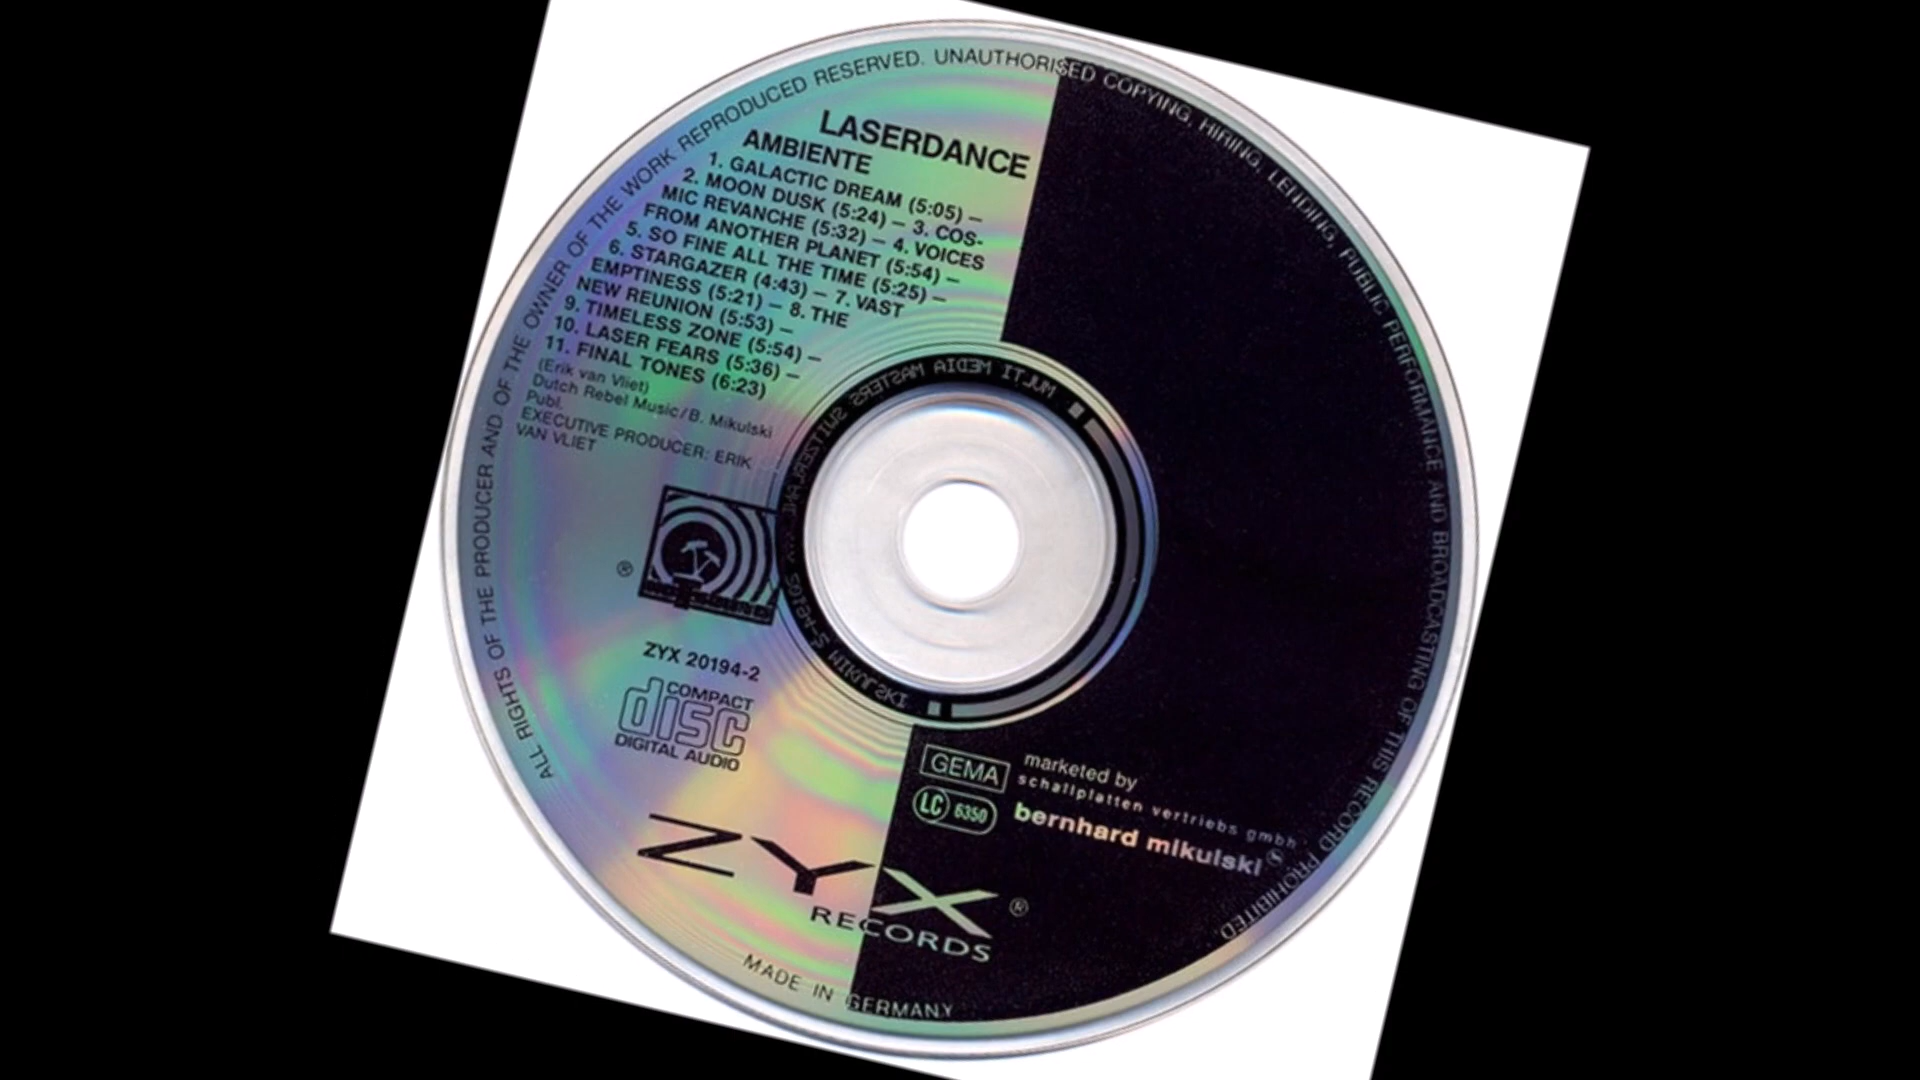 ALL RIGHTS OF THE PRODUCER AND OF THE OWNER OF THE WORK REPRODUCED RESERVED. UNAUTHORISED COPYING, HIRING, LENDING, PUBLIC PERFORMANCE AND BROADCASTING OF THIS RECORD PROHIBITED.
LASERDANCE
AMBIENTE
1. GALACTIC DREAM (5:05) –
2. MOON DUSK (5:24) – 3. COS-
MIC REVANCHE (5:32) – 4. VOICES
FROM ANOTHER PLANET (5:54) –
5. SO FINE ALL THE TIME (5:25) –
6. STARGAZER (4:43) – 7. VAST
EMPTINESS (5:21) – 8. THE
NEW REUNION (5:53) –
9. TIMELESS ZONE (5:54) –
10. LASER FEARS (5:36) –
11. FINAL TONES (6:23)
(Erik van Vliet)
Dutch Rebel Music/B. Mikulski
Publ.
EXECUTIVE PRODUCER: ERIK
VAN VLIET
MULTI MEDIA MASTERS SWITZERLAND
®
ZYX 20194-2
COMPACT
disc
DIGITAL AUDIO
GEMA
LC 6350
marketed by
schallplatten vertriebs gmbh
bernhard mikulski
ZYX ®
RECORDS
MADE IN GERMANY